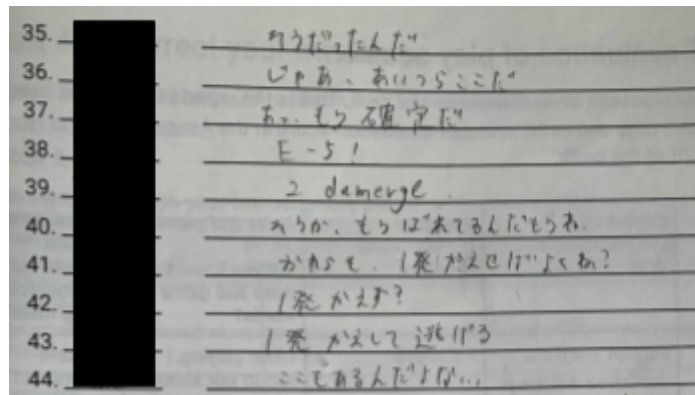 35. そうだったんだ
36. じゃあ、あいつらここだ
37. あっ、もう確定だ
38. E-5!
39. 2 damerge.
40. そうか、もうばれてるんだもうね。
41. かれらも、1発かえせばよくね?
42. 1発かえす?
43. 1発かえして逃げる
44. ここもあるんだよな...